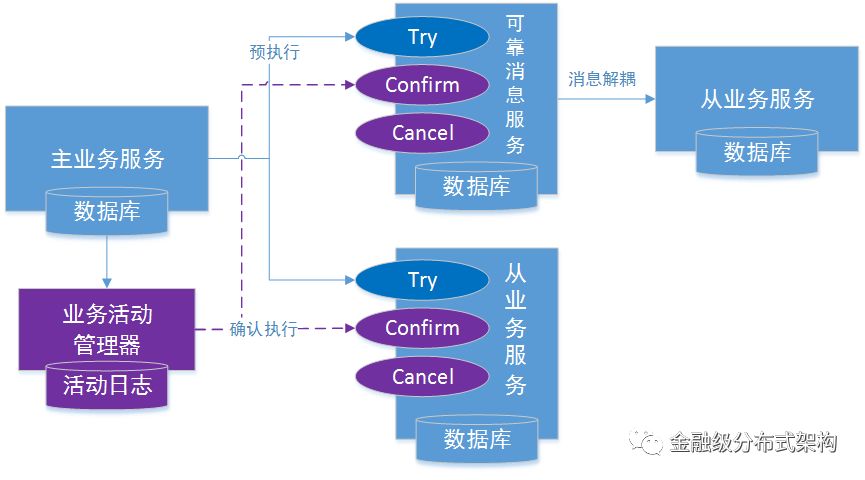 主业务服务
数据库
业务活动
管理器
活动日志
预执行
确认执行
Try
Confirm
Cancel
可靠消息服务
数据库
消息解耦
从业务服务
数据库
Try
Confirm
Cancel
从业务服务
数据库
金融级分布式架构